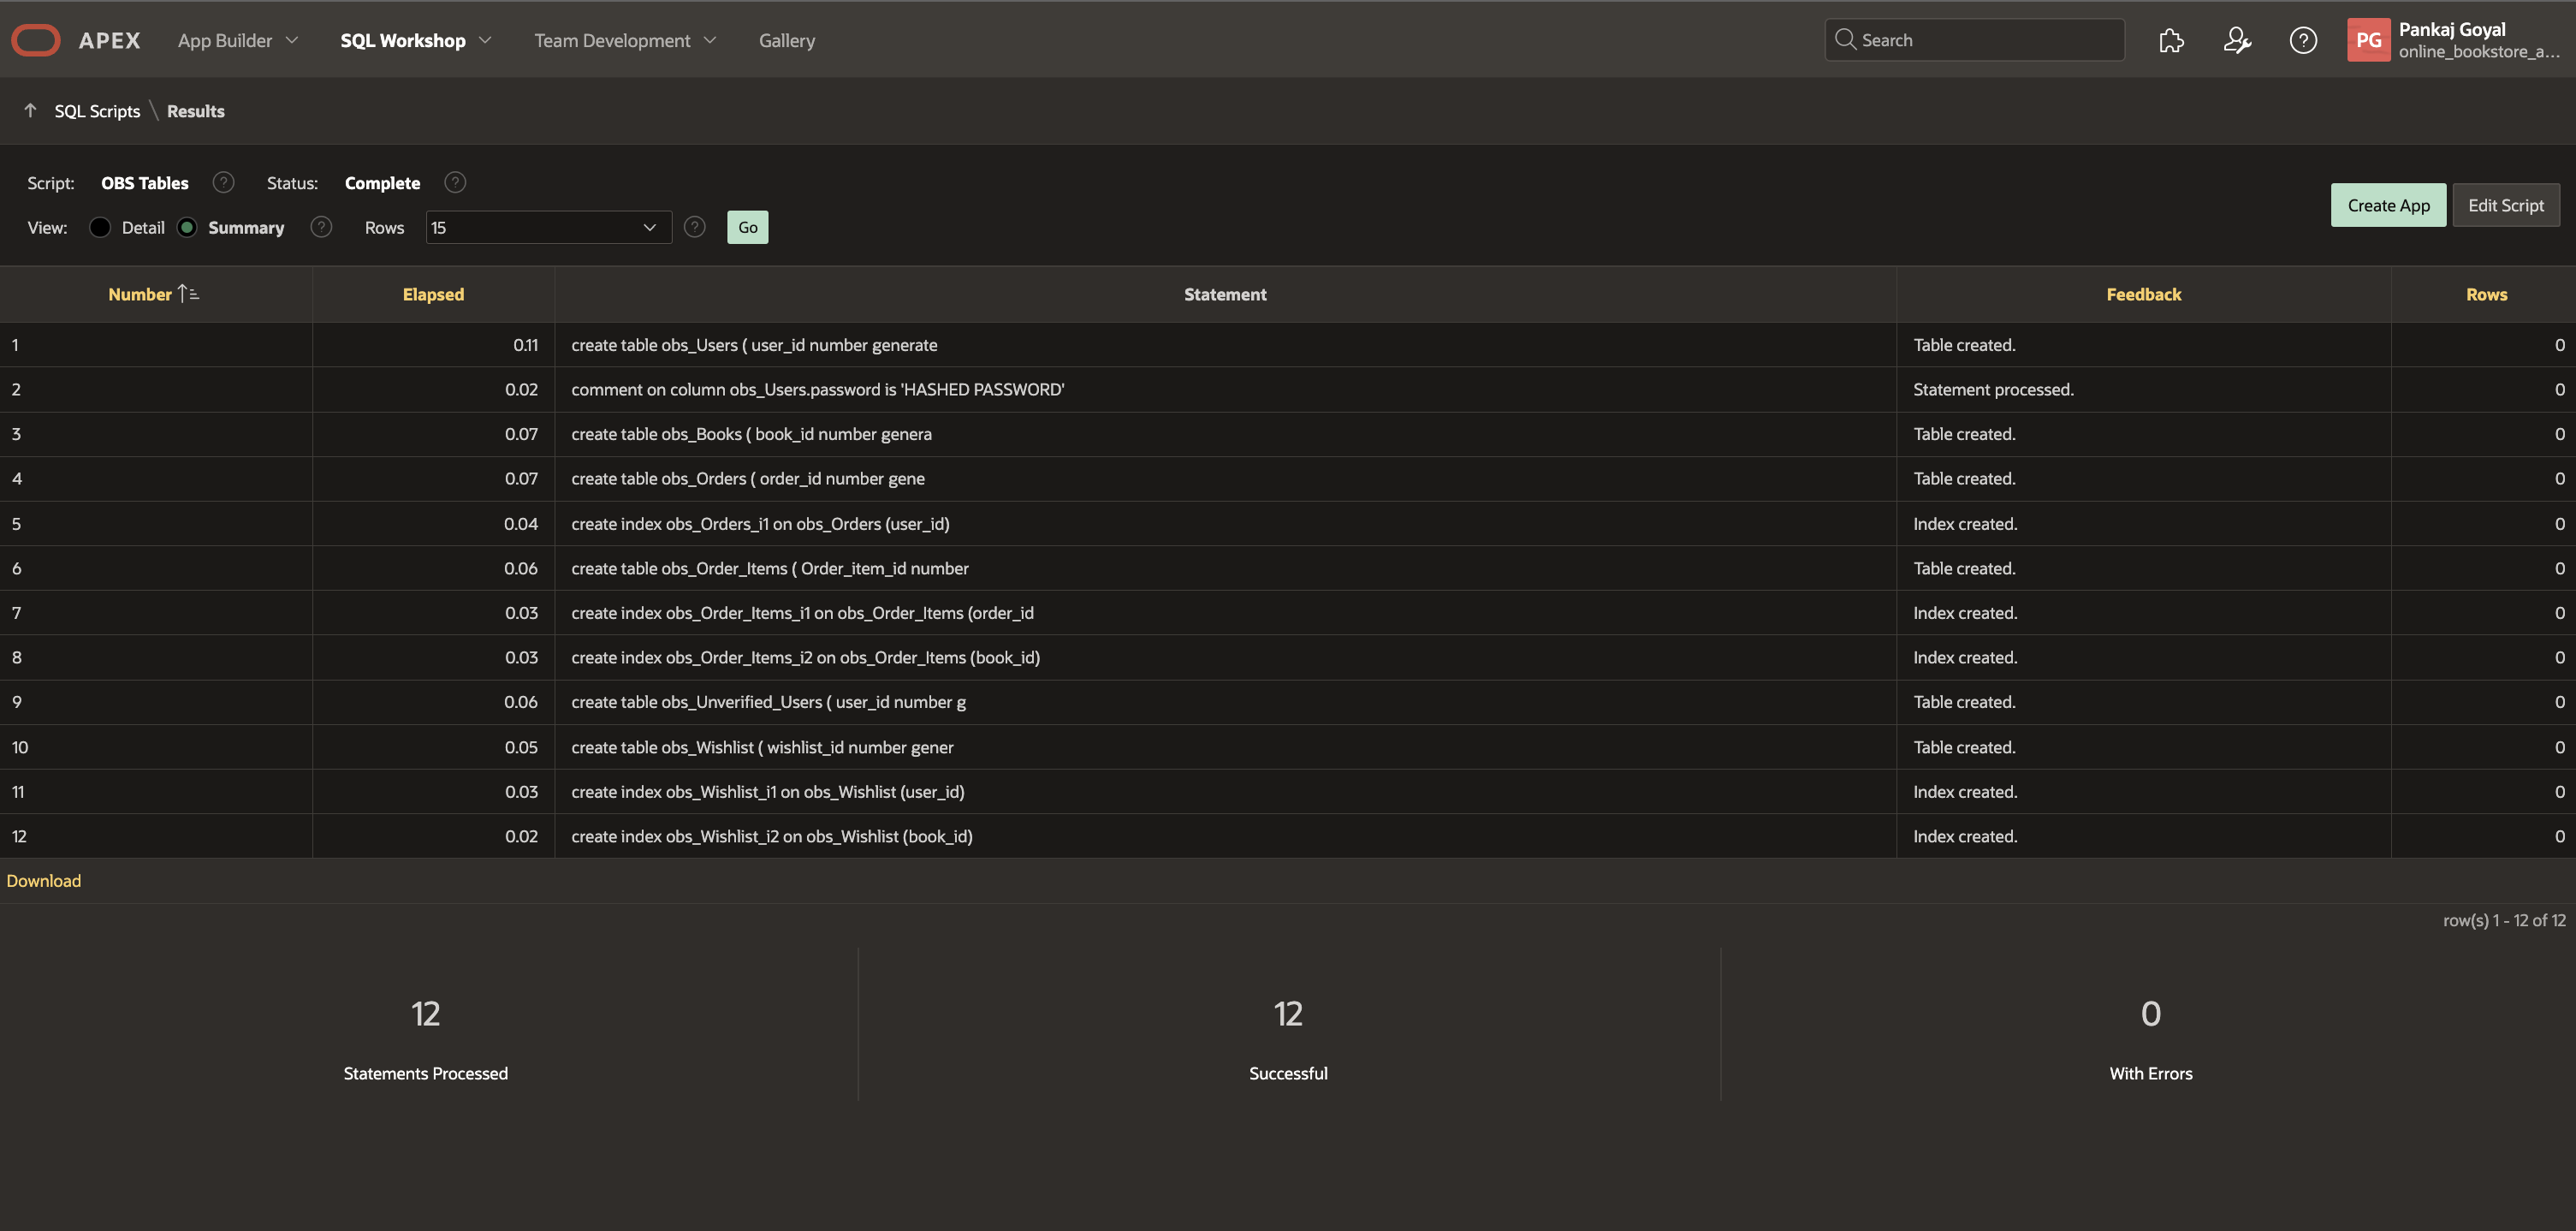 APEX App Builder SQL Workshop Team Development Gallery Search PG Pankaj Goyal
online_bookstore_a...
SQL Scripts \ Results
Script: OBS Tables ? Status: Complete ?
View: Detail Summary ? Rows 15 ? Go Create App Edit Script
Number Elapsed Statement Feedback Rows
1 0.11 create table obs_Users ( user_id number generate Table created. 0
2 0.02 comment on column obs_Users.password is 'HASHED PASSWORD' Statement processed. 0
3 0.07 create table obs_Books ( book_id number genera Table created. 0
4 0.07 create table obs_Orders ( order_id number gene Table created. 0
5 0.04 create index obs_Orders_i1 on obs_Orders (user_id) Index created. 0
6 0.06 create table obs_Order_Items ( Order_item_id number Table created. 0
7 0.03 create index obs_Order_Items_i1 on obs_Order_Items (order_id Index created. 0
8 0.03 create index obs_Order_Items_i2 on obs_Order_Items (book_id) Index created. 0
9 0.06 create table obs_Unverified_Users ( user_id number g Table created. 0
10 0.05 create table obs_Wishlist ( wishlist_id number gener Table created. 0
11 0.03 create index obs_Wishlist_i1 on obs_Wishlist (user_id) Index created. 0
12 0.02 create index obs_Wishlist_i2 on obs_Wishlist (book_id) Index created. 0
Download
row(s) 1 - 12 of 12
12 12 0
Statements Processed Successful With Errors